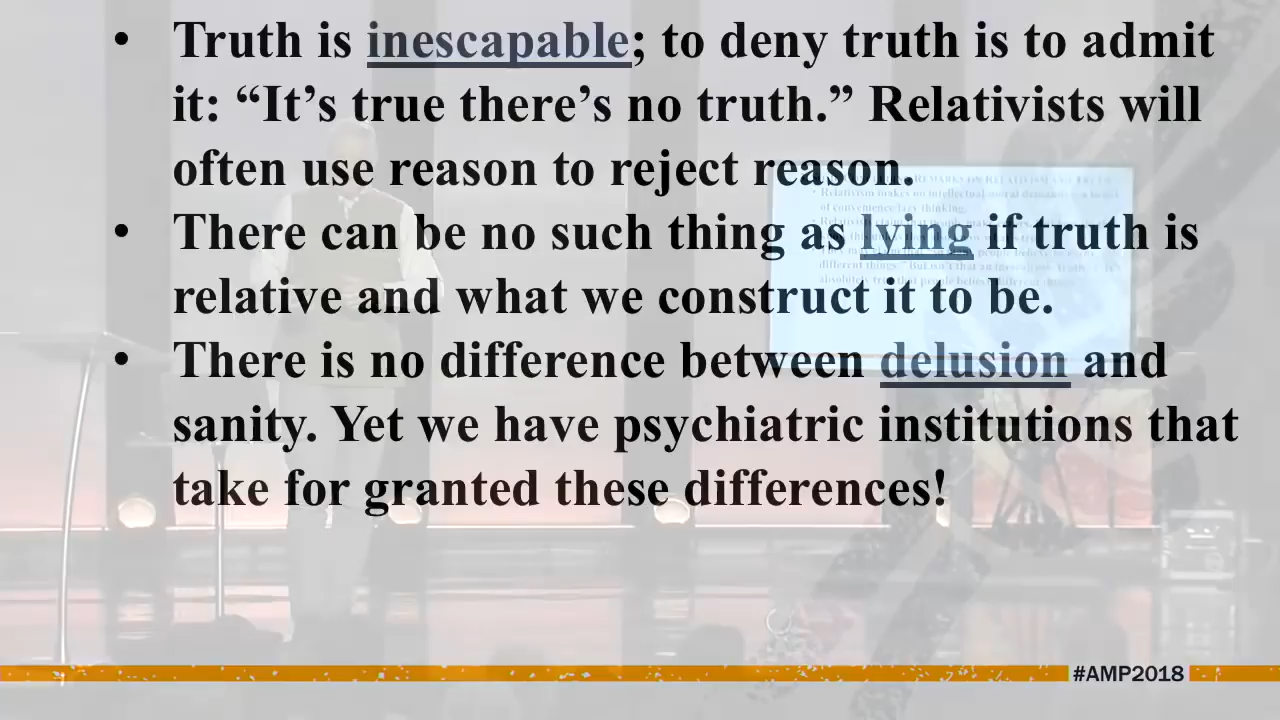 • Truth is inescapable; to deny truth is to admit
it: “It’s true there’s no truth.” Relativists will
often use reason to reject reason.
• There can be no such thing as lying if truth is
relative and what we construct it to be.
• There is no difference between delusion and
sanity. Yet we have psychiatric institutions that
take for granted these differences!
#AMP2018